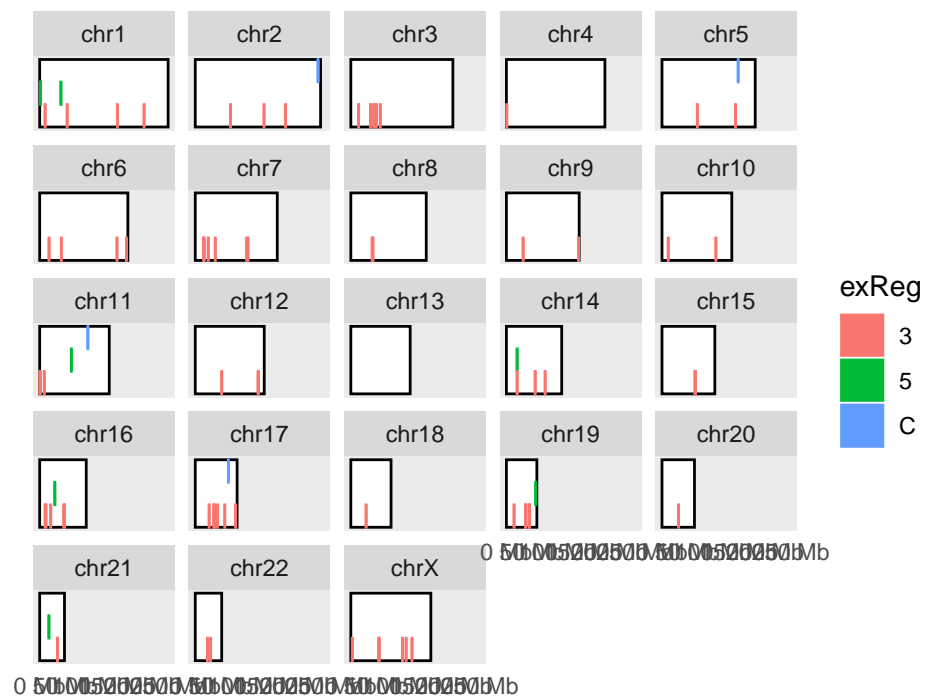 chr1 chr2 chr3 chr4 chr5
chr6 chr7 chr8 chr9 chr10
exReg
chr11 chr12 chr13 chr14 chr15
3
5
C
chr16 chr17 chr18 chr19 chr20
chr21 chr22 chrX